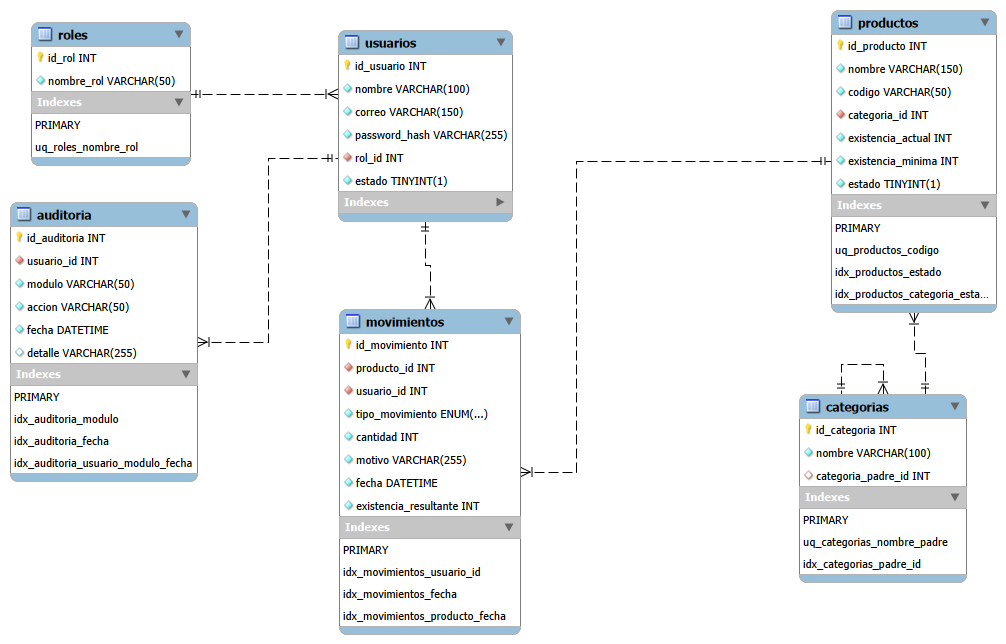 roles
id_rol INT
nombre_rol VARCHAR(50)
Indexes
PRIMARY
uq_roles_nombre_rol
usuarios
id_usuario INT
nombre VARCHAR(100)
correo VARCHAR(150)
password_hash VARCHAR(255)
rol_id INT
estado TINYINT(1)
Indexes
productos
id_producto INT
nombre VARCHAR(150)
codigo VARCHAR(50)
categoria_id INT
existencia_actual INT
existencia_minima INT
estado TINYINT(1)
Indexes
PRIMARY
uq_productos_codigo
idx_productos_estado
idx_productos_categoria_esta...
auditoria
id_auditoria INT
usuario_id INT
modulo VARCHAR(50)
accion VARCHAR(50)
fecha DATETIME
detalle VARCHAR(255)
Indexes
PRIMARY
idx_auditoria_modulo
idx_auditoria_fecha
idx_auditoria_usuario_modulo_fecha
movimientos
id_movimiento INT
producto_id INT
usuario_id INT
tipo_movimiento ENUM(...)
cantidad INT
motivo VARCHAR(255)
fecha DATETIME
existencia_resultante INT
Indexes
PRIMARY
idx_movimientos_usuario_id
idx_movimientos_fecha
idx_movimientos_producto_fecha
categorias
id_categoria INT
nombre VARCHAR(100)
categoria_padre_id INT
Indexes
PRIMARY
uq_categorias_nombre_padre
idx_categorias_padre_id